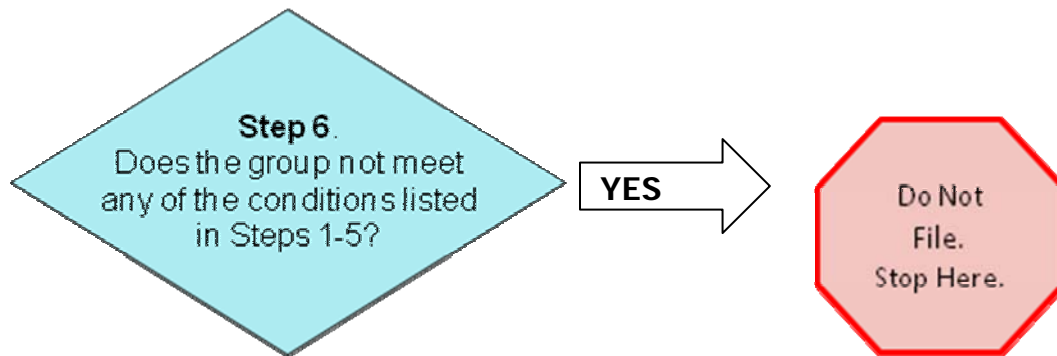 Step 6.
Does the group not meet
any of the conditions listed
in Steps 1-5?
YES
Do Not
File.
Stop Here.